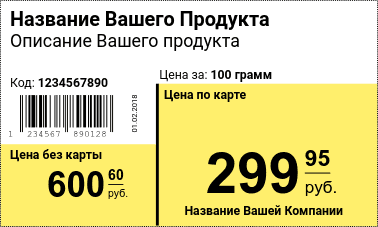 Название Вашего Продукта
Описание Вашего продукта
Код: 1234567890
Цена за: 100 грамм
1 234567 890128
01.02.2018
Цена без карты
600 60 руб.
Цена по карте
299 95 руб.
Название Вашей Компании